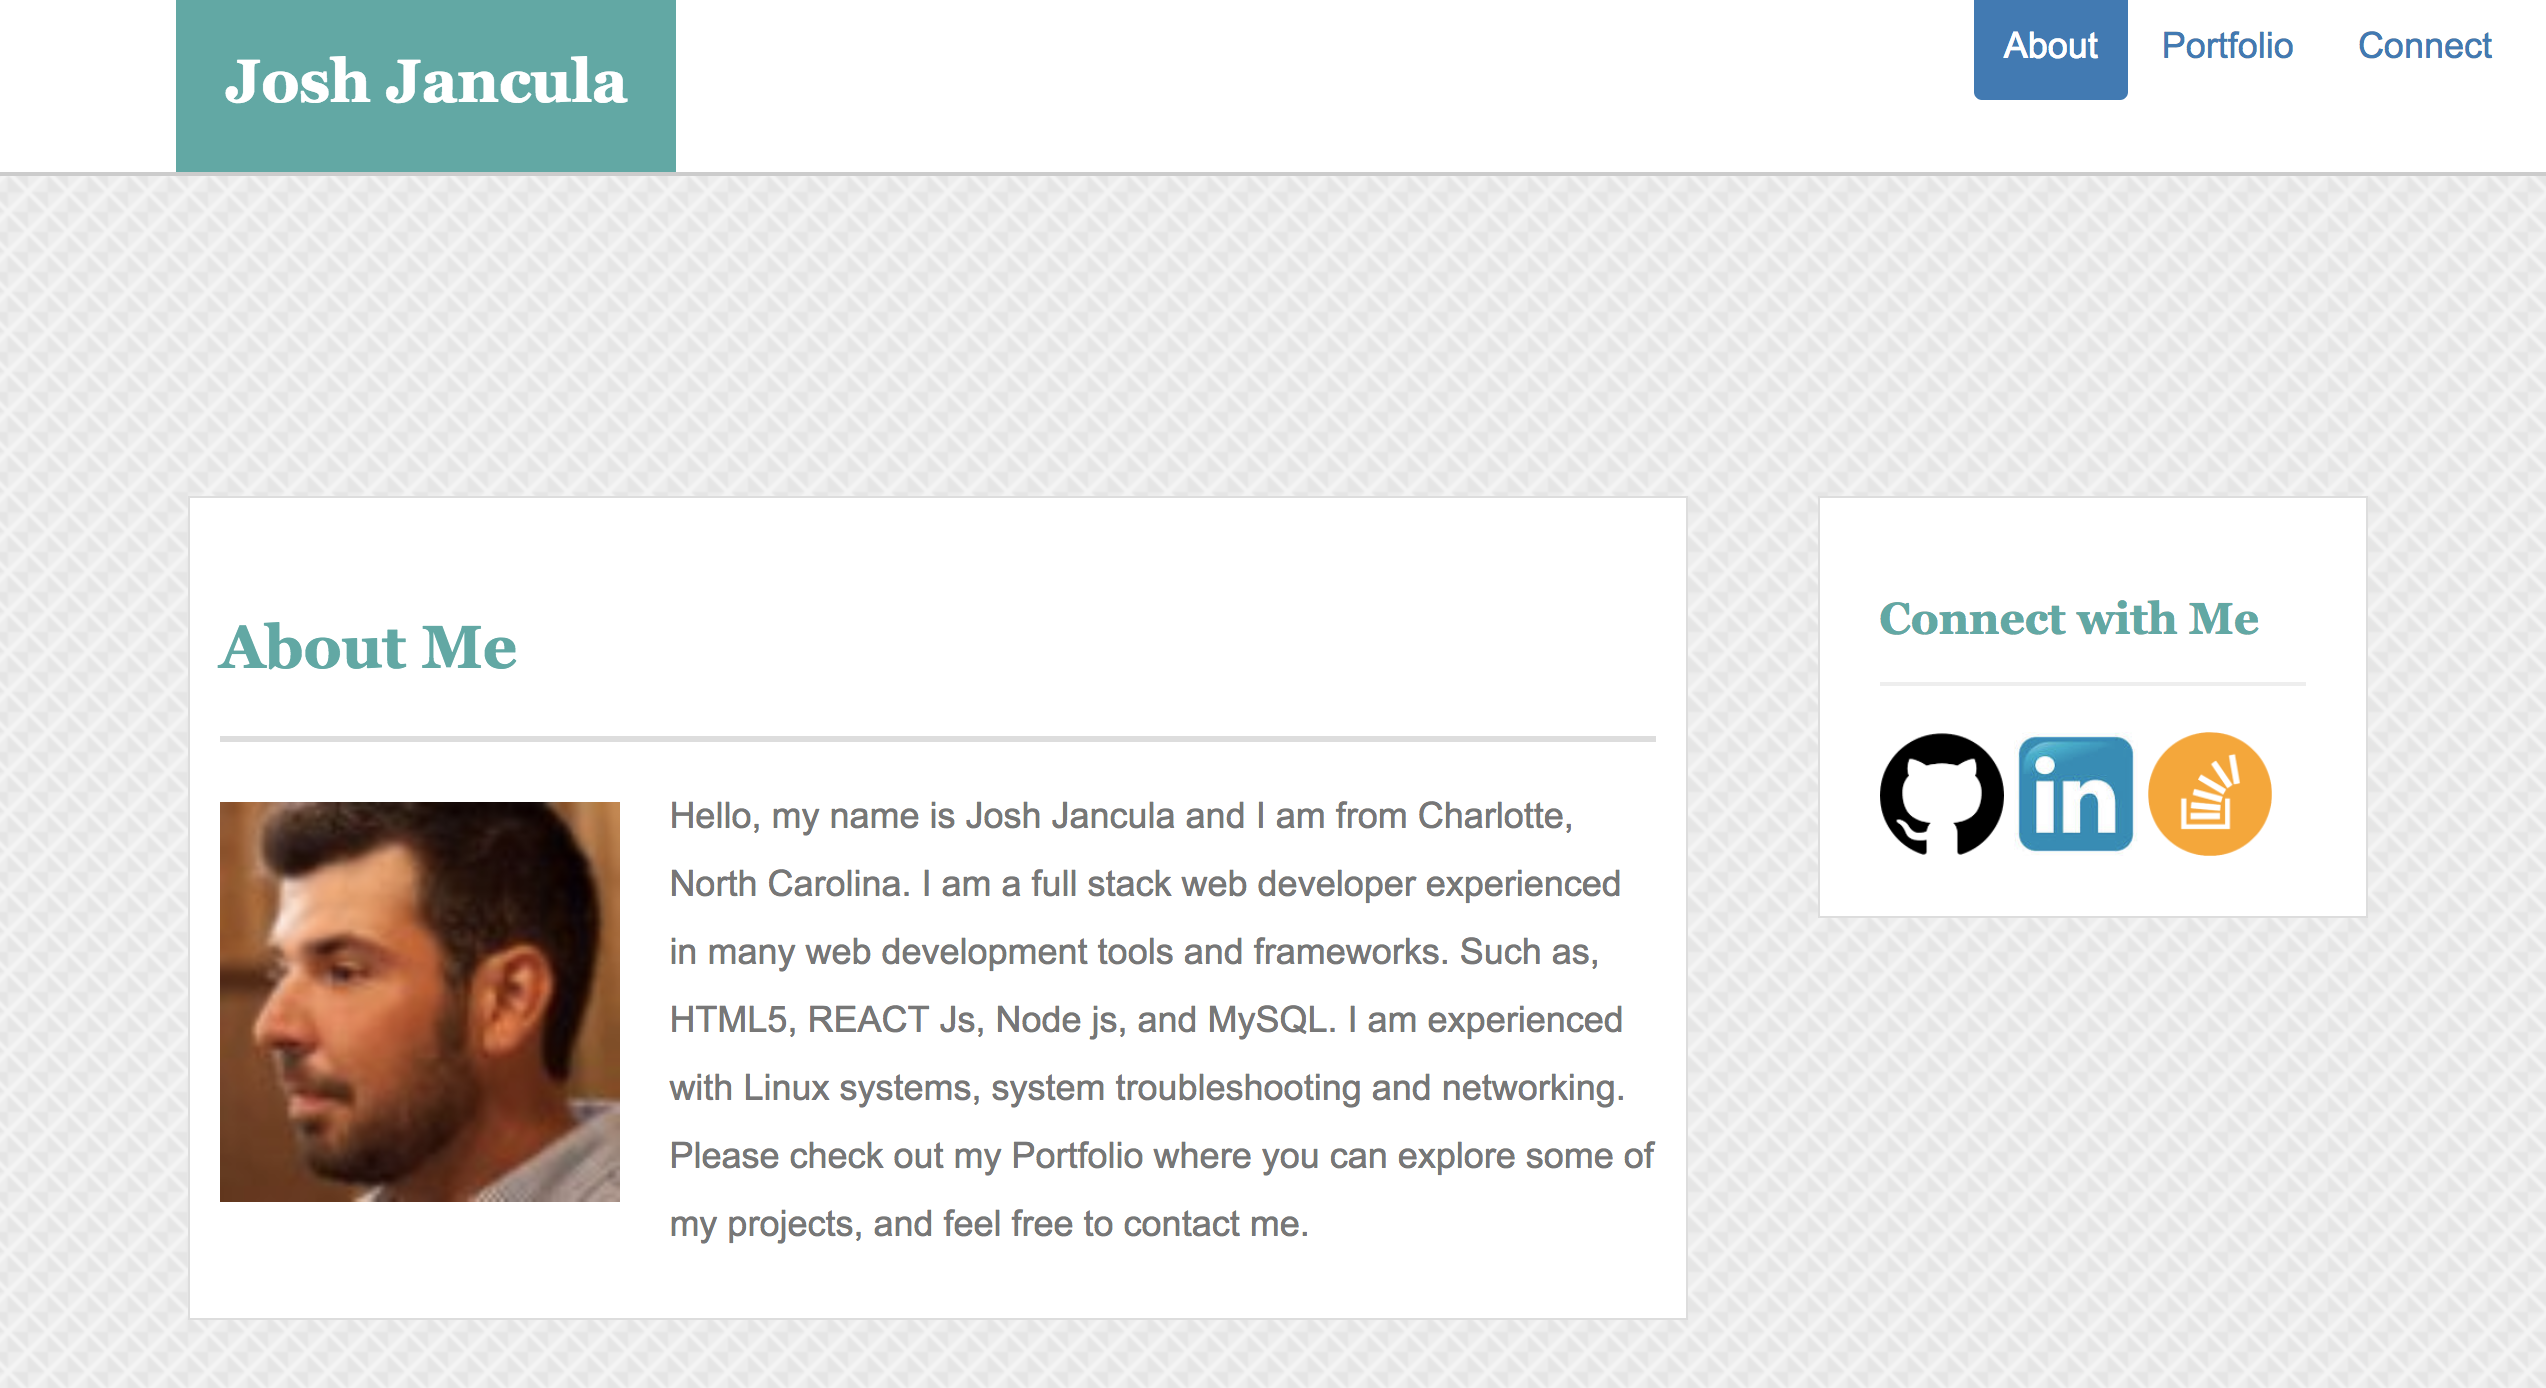 Josh Jancula
About
Portfolio
Connect
About Me
Hello, my name is Josh Jancula and I am from Charlotte,
North Carolina. I am a full stack web developer experienced
in many web development tools and frameworks. Such as,
HTML5, REACT Js, Node js, and MySQL. I am experienced
with Linux systems, system troubleshooting and networking.
Please check out my Portfolio where you can explore some of
my projects, and feel free to contact me.
Connect with Me
in